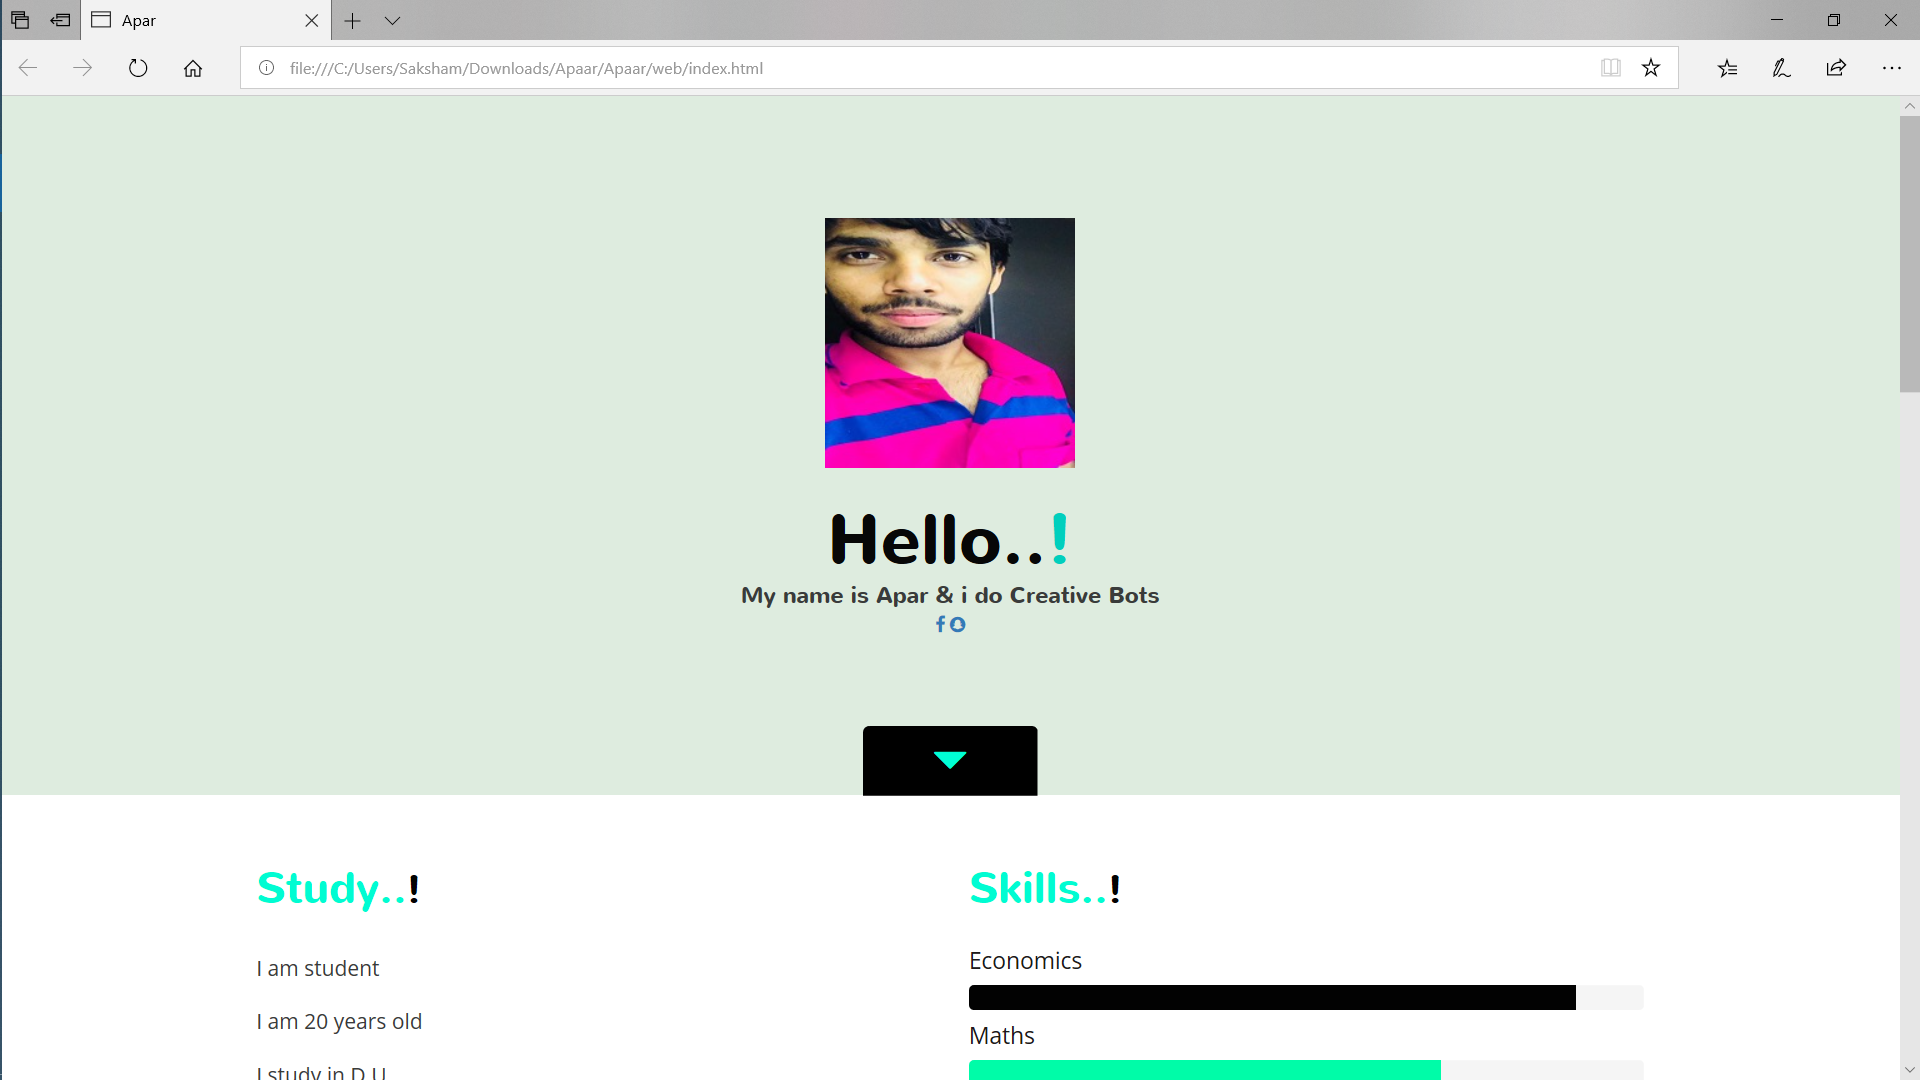 Apar
file:///C:/Users/Saksham/Downloads/Apaar/Apaar/web/index.html
Hello..!
My name is Apar & i do Creative Bots
Study..!
I am student
I am 20 years old
I study in D.U
Skills..!
Economics
Maths